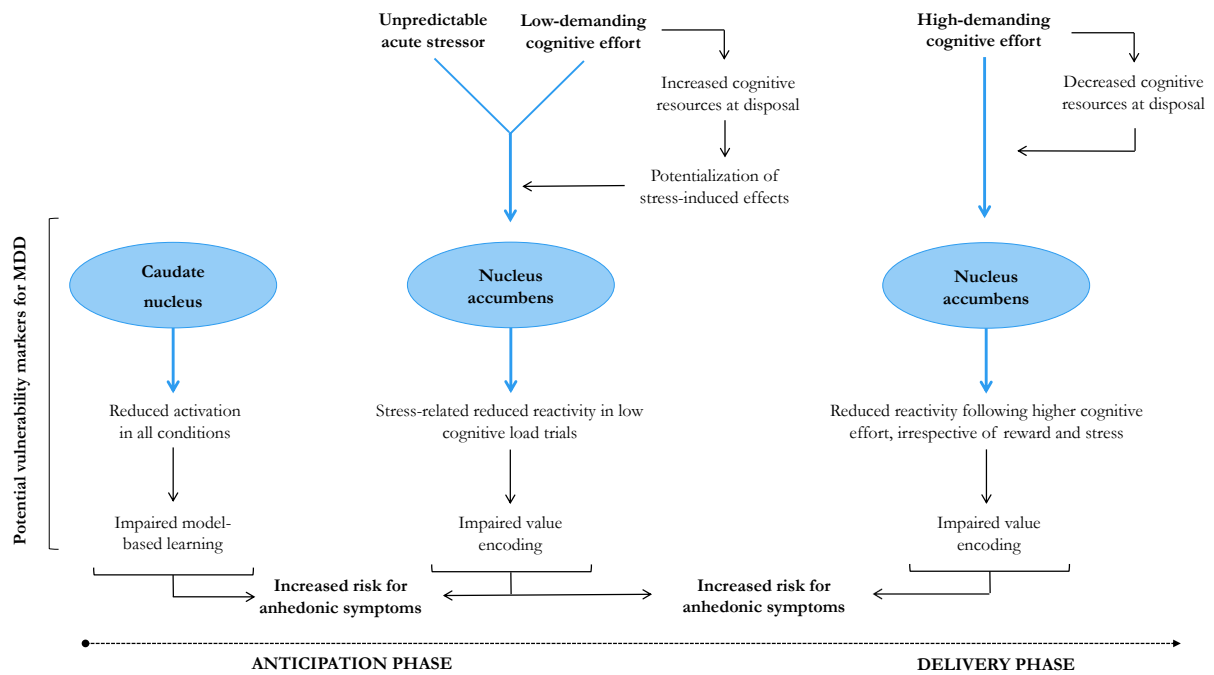 Unpredictable
acute stressor
Low-demanding
cognitive effort
High-demanding
cognitive effort
Increased cognitive
resources at disposal
Decreased cognitive
resources at disposal
Potentialization of
stress-induced effects
Potential vulnerability markers for MDD
Caudate
nucleus
Nucleus
accumbens
Nucleus
accumbens
Reduced activation
in all conditions
Stress-related reduced reactivity in low
cognitive load trials
Reduced reactivity following higher cognitive
effort, irrespective of reward and stress
Impaired model-
based learning
Impaired value
encoding
Impaired value
encoding
Increased risk for
anhedonic symptoms
Increased risk for
anhedonic symptoms
ANTICIPATION PHASE
DELIVERY PHASE